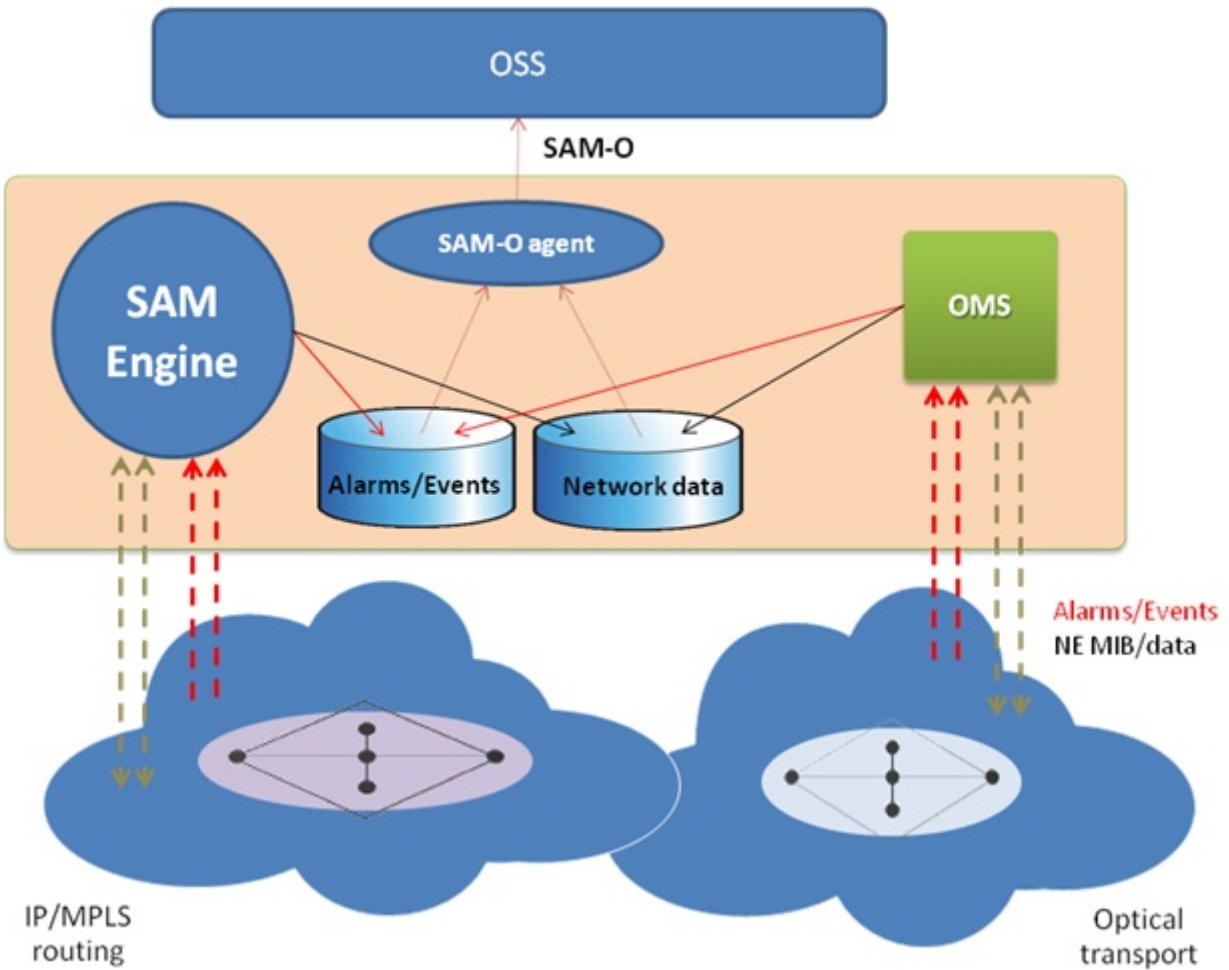 OSS
SAM-O
SAM-O agent
SAM
Engine
OMS
Alarms/Events
Network data
Alarms/Events
NE MIB/data
IP/MPLS
routing
Optical
transport